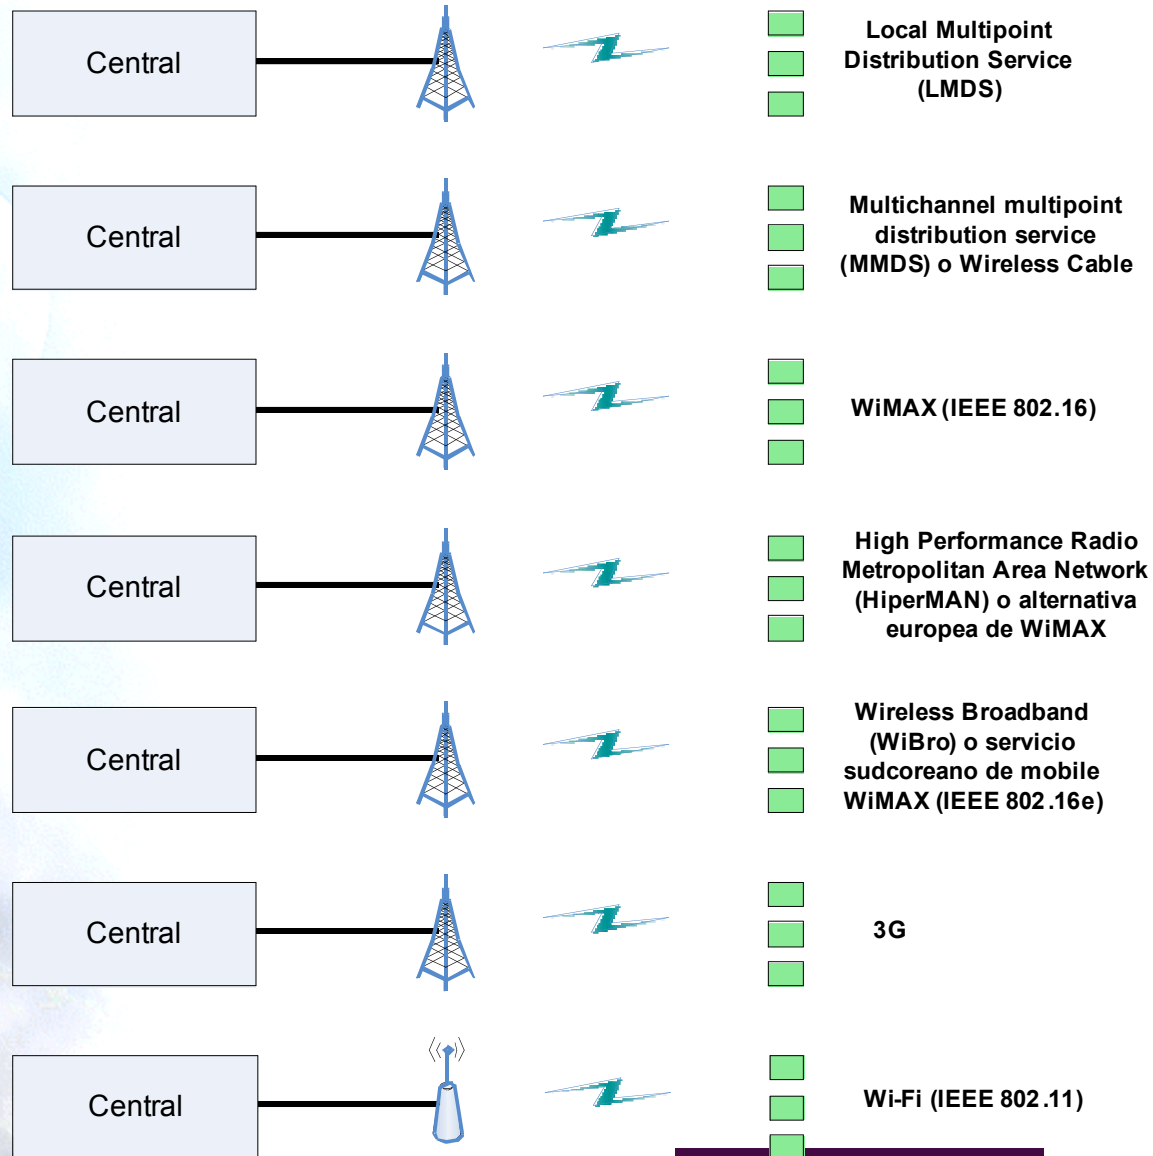 Central
Local Multipoint
Distribution Service
(LMDS)
Central
Multichannel multipoint
distribution service
(MMDS) o Wireless Cable
Central
WiMAX (IEEE 802.16)
Central
High Performance Radio
Metropolitan Area Network
(HiperMAN) o alternativa
europea de WiMAX
Central
Wireless Broadband
(WiBro) o servicio
sudcoreano de mobile
WiMAX (IEEE 802.16e)
Central
3G
Central
Wi-Fi (IEEE 802.11)